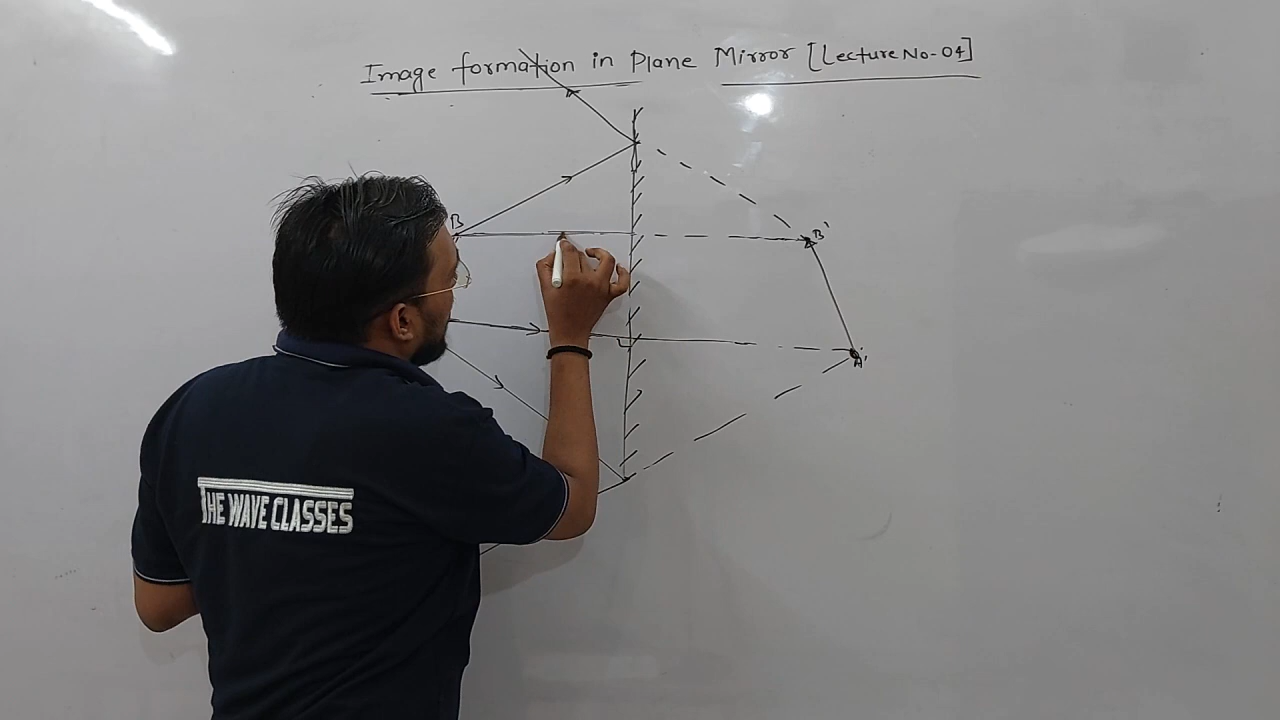 Image formation in Plane Mirror [Lecture No-04]
B
B'
A'
THE WAVE CLASSES